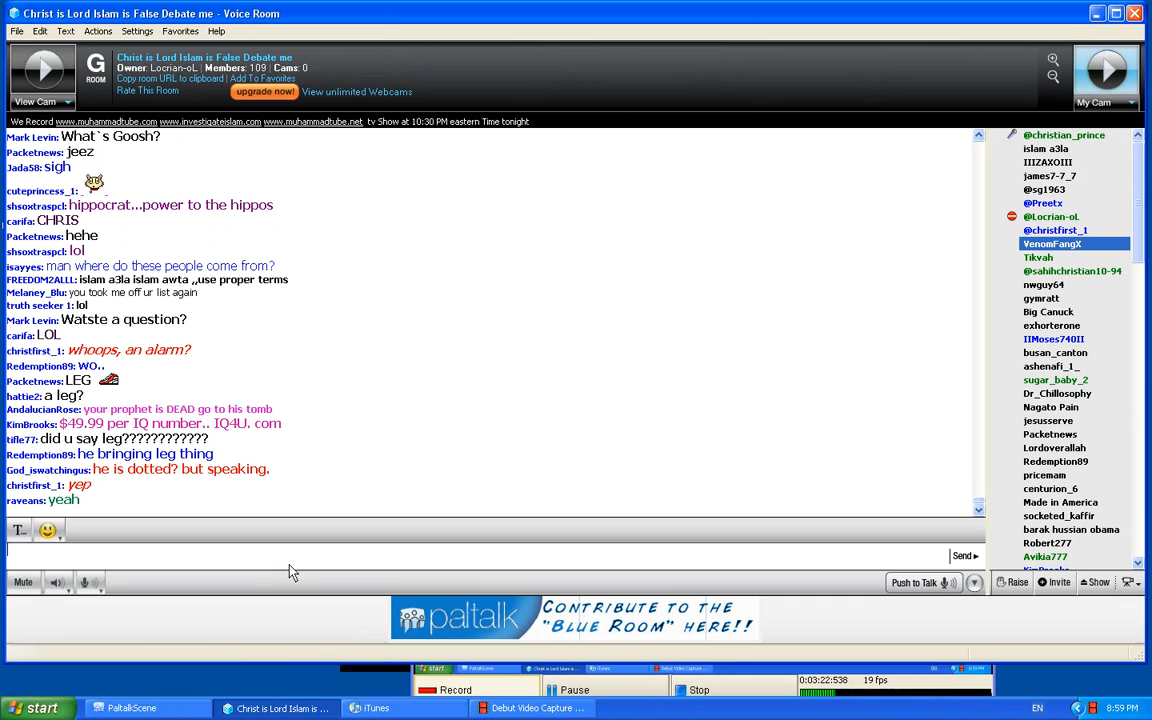 Christ is Lord Islam is False Debate me - Voice Room
File Edit Text Actions Settings Favorites Help
View Cam
G
ROOM
Christ is Lord Islam is False Debate me
Owner: Locrian-oL | Members: 109 | Cams: 0
Copy room URL to clipboard | Add To Favorites
Rate This Room
upgrade now! View unlimited Webcams
My Cam
We Record www.muhammadtube.com www.investigateislam.com www.muhammadtube.net tv Show at 10:30 PM eastern Time tonight
Mark Levin: What`s Goosh?
Packetnews: jeez
Jada58: sigh
cuteprincess_1:
shsoxtraspcl: hippocrat...power to the hippos
carifa: CHRIS
Packetnews: hehe
shsoxtraspcl: lol
isayyes: man where do these people come from?
FREEDOM2ALLL: islam a3la islam awta ,,use proper terms
Melaney_Blu: you took me off ur list again
truth seeker 1: lol
Mark Levin: Watste a question?
carifa: LOL
christfirst_1: whoops, an alarm?
Redemption89: WO..
Packetnews: LEG
hattie2: a leg?
AndalucianRose: your prophet is DEAD go to his tomb
KimBrooks: $49.99 per IQ number.. IQ4U. com
tifle77: did u say leg????????????
Redemption89: he bringing leg thing
God_iswatchingus: he is dotted? but speaking.
christfirst_1: yep
raveans: yeah
@christian_prince
islam a3la
IIIZAXOIII
james7-7_7
@sg1963
@Preetx
@Locrian-oL
@christfirst_1
VenomFangX
Tikvah
@sahihchristian10-94
nwguy64
gymratt
Big Canuck
exhorterone
IIMoses740II
busan_canton
ashenafi_1_
sugar_baby_2
Dr_Chillosophy
Nagato Pain
jesusserve
Packetnews
Lordoverallah
Redemption89
pricemam
centurion_6
Made in America
socketed_kaffir
barak hussian obama
Robert277
Avikia777
KimBrooks
T...
Send
Mute
Push to Talk
Raise Invite Show
paltalk CONTRIBUTE TO THE
"BLUE ROOM" HERE!!
start
Record Pause Stop
0:03:22:538 19 fps
start PaltalkScene Christ is Lord Islam is ... iTunes Debut Video Capture ... EN 8:59 PM